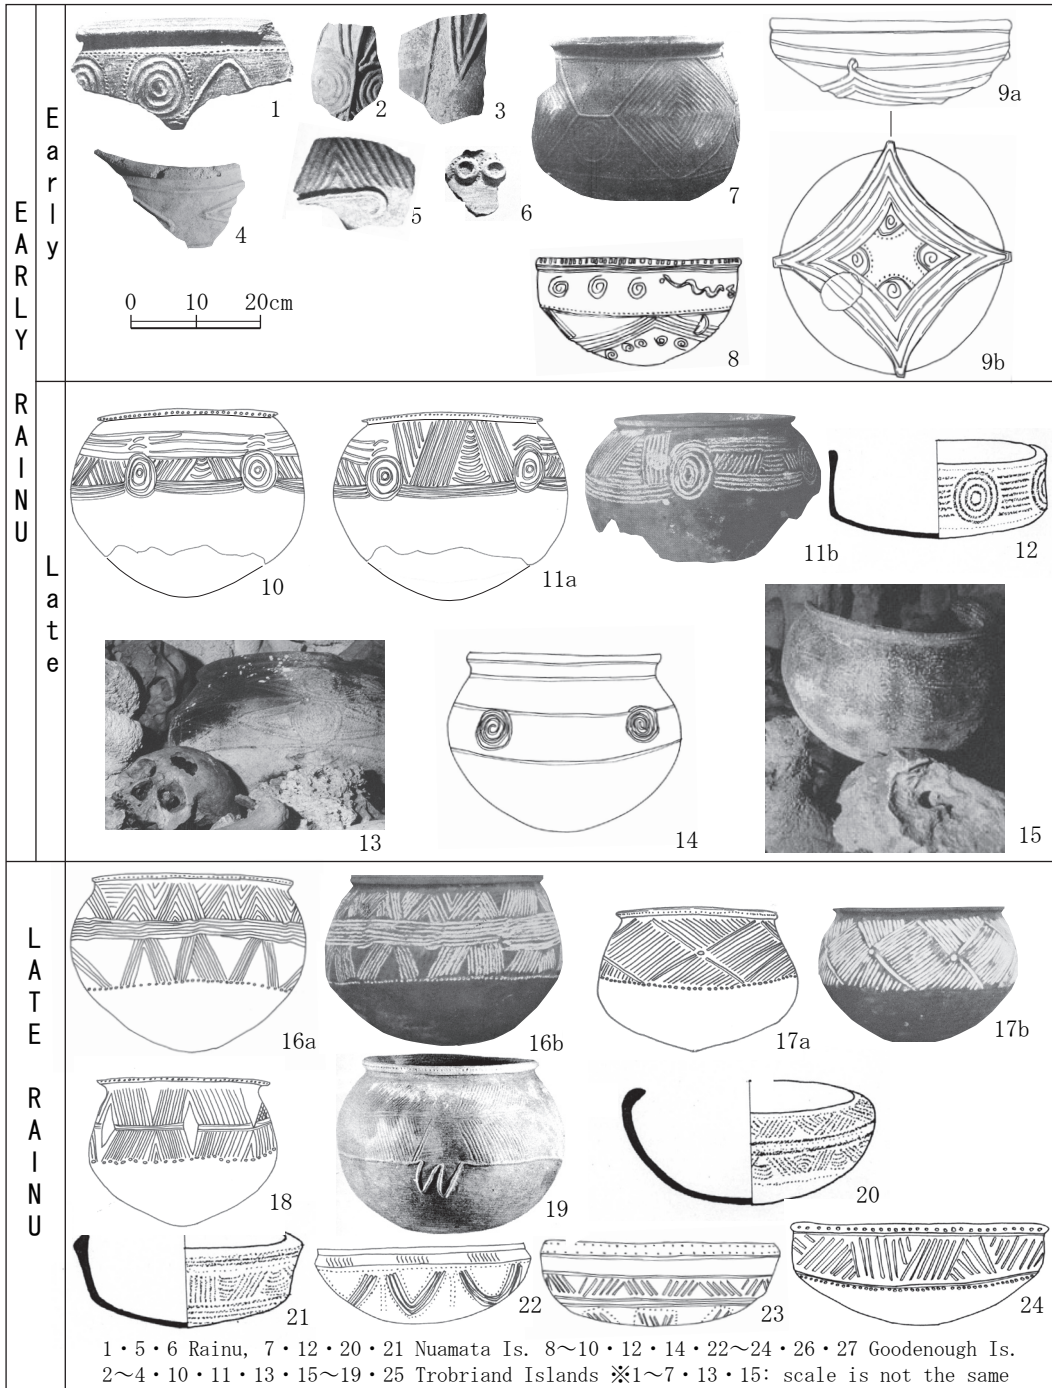 EARLY RAINU
Early
1
2
3
4
5
6
7
8
9a
9b
0 10 20cm
Late
10
11a
11b
12
13
14
15
LATE RAINU
16a
16b
17a
17b
18
19
20
21
22
23
24
1・5・6 Rainu, 7・12・20・21 Nuamata Is. 8～10・12・14・22～24・26・27 Goodenough Is.
2～4・10・11・13・15～19・25 Trobriand Islands ※1～7・13・15: scale is not the same